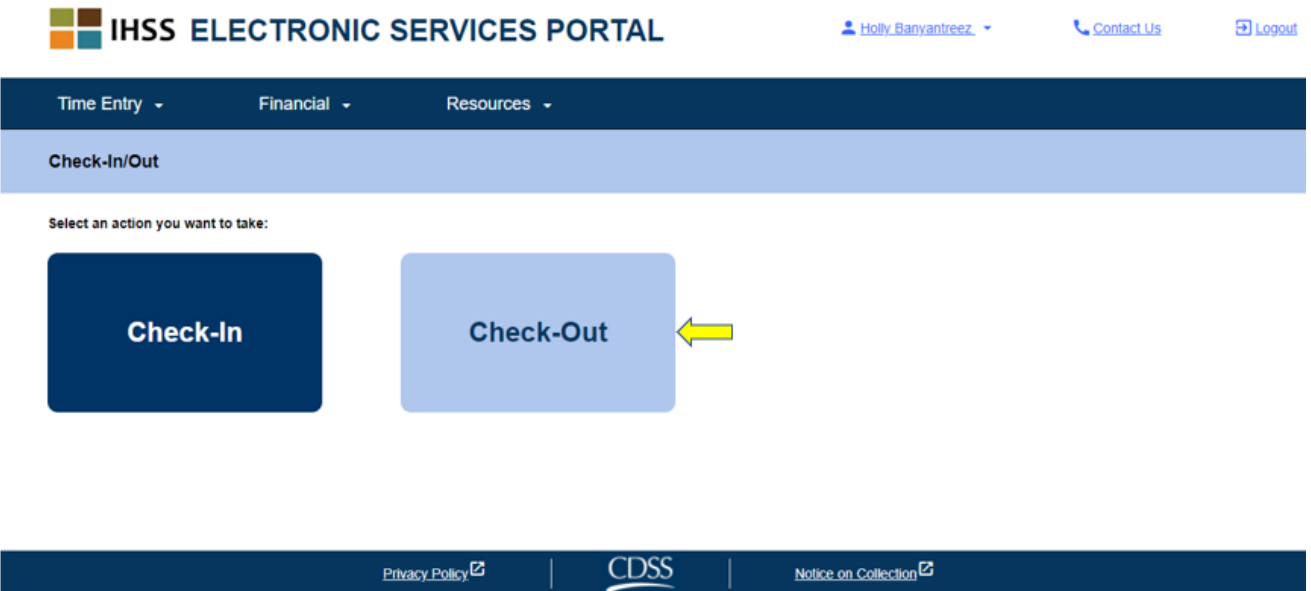 IHSS ELECTRONIC SERVICES PORTAL
Holly Banyantreez
Contact Us
Logout
Time Entry
Financial
Resources
Check-In/Out
Select an action you want to take:
Check-In
Check-Out
Privacy Policy
CDSS
Notice on Collection